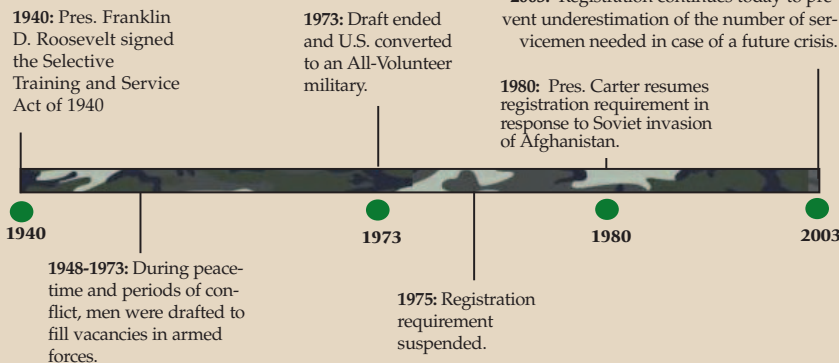 1940: Pres. Franklin
D. Roosevelt signed
the Selective
Training and Service
Act of 1940
1973: Draft ended
and U.S. converted
to an All-Volunteer
military.
2003: Registration continues today to pre-
vent underestimation of the number of ser-
vicemen needed in case of a future crisis.
1980: Pres. Carter resumes
registration requirement in
response to Soviet invasion
of Afghanistan.
1940
1973
1980
2003
1948-1973: During peace-
time and periods of con-
flict, men were drafted to
fill vacancies in armed
forces.
1975: Registration
requirement
suspended.